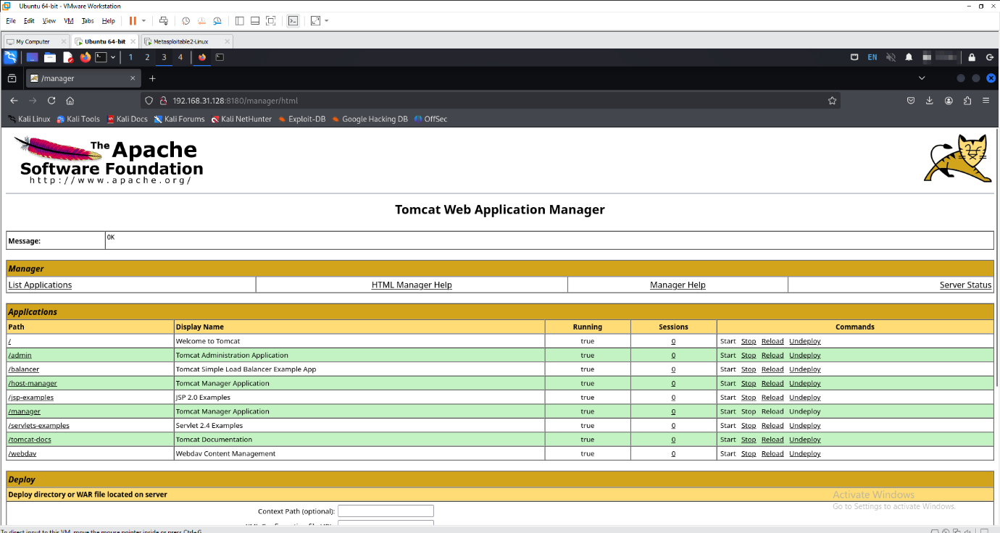 Ubuntu 64-bit - VMware Workstation
File Edit View VM Tabs Help
My Computer Ubuntu 64-bit Metasploitable2-Linux
1 2 3 4 EN
/manager
192.168.31.128:8180/manager/html
Kali Linux Kali Tools Kali Docs Kali Forums Kali NetHunter Exploit-DB Google Hacking DB OffSec
The Apache
Software Foundation
http://www.apache.org/
Tomcat Web Application Manager
Message: OK
Manager
List Applications HTML Manager Help Manager Help Server Status
Applications
Path Display Name Running Sessions Commands
/ Welcome to Tomcat true 0 Start Stop Reload Undeploy
/admin Tomcat Administration Application true 0 Start Stop Reload Undeploy
/balancer Tomcat Simple Load Balancer Example App true 0 Start Stop Reload Undeploy
/host-manager Tomcat Manager Application true 0 Start Stop Reload Undeploy
/jsp-examples JSP 2.0 Examples true 0 Start Stop Reload Undeploy
/manager Tomcat Manager Application true 0 Start Stop Reload Undeploy
/servlets-examples Servlet 2.4 Examples true 0 Start Stop Reload Undeploy
/tomcat-docs Tomcat Documentation true 0 Start Stop Reload Undeploy
/webdav Webdav Content Management true 0 Start Stop Reload Undeploy
Deploy
Deploy directory or WAR file located on server
Activate Windows
Go to Settings to activate Windows.
Context Path (optional):
To direct input to this VM, move the mouse pointer inside or press Ctrl+G.